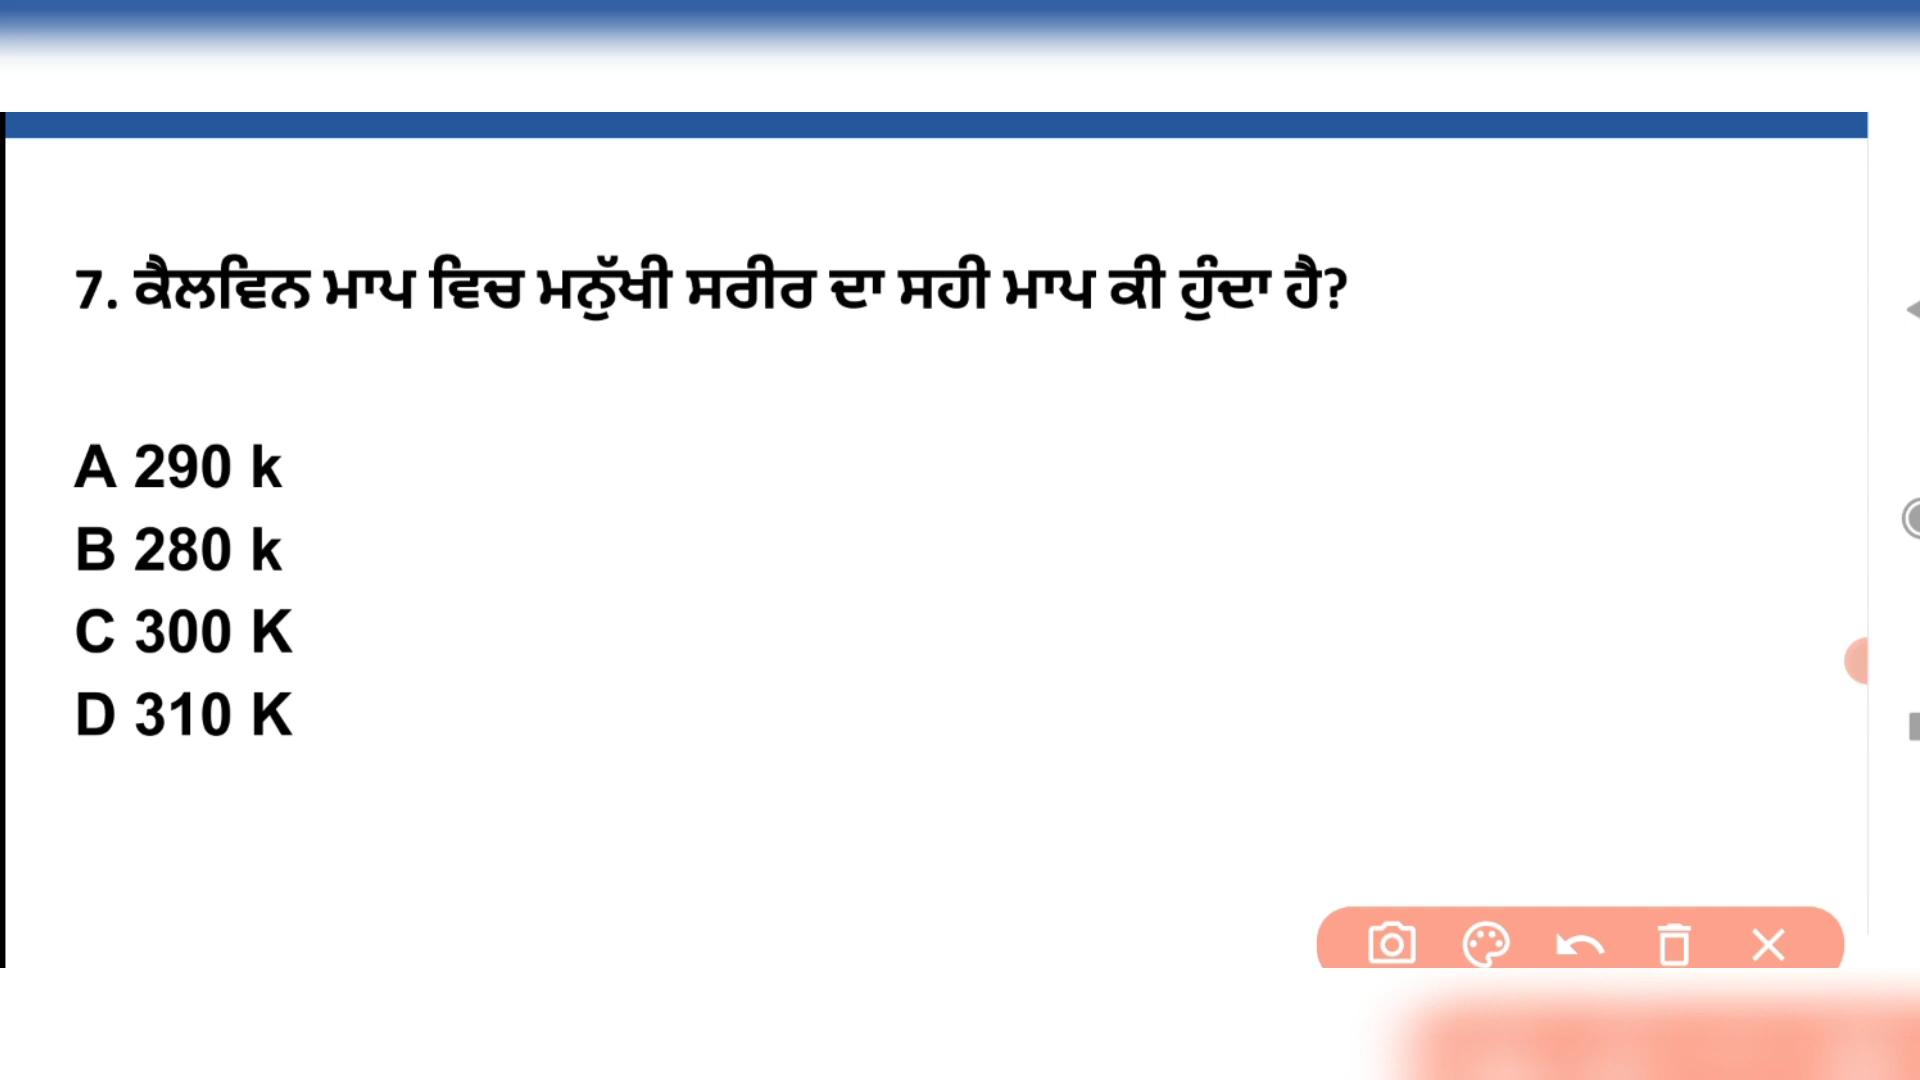 7. ਕੈਲਵਿਨ ਮਾਪ ਵਿਚ ਮਨੁੱਖੀ ਸਰੀਰ ਦਾ ਸਹੀ ਮਾਪ ਕੀ ਹੁੰਦਾ ਹੈ?
A 290 k
B 280 k
C 300 K
D 310 K